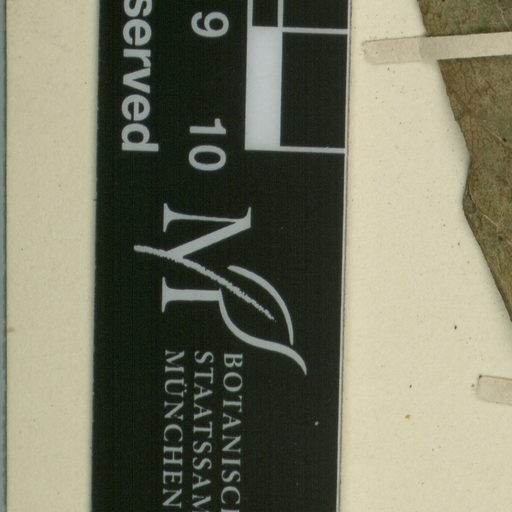 served
9 10
M
BOTANISC
STAATSSAM
MÜNCHEN